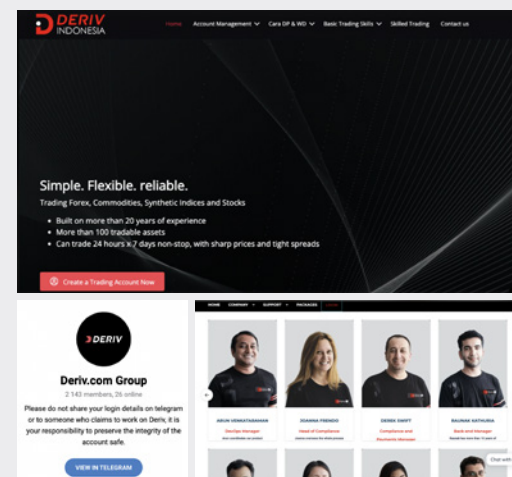 DERIV
INDONESIA
Home Account Management Cara DP & WD Basic Trading Skills Skilled Trading Contact us
Simple. Flexible. reliable.
Trading Forex, Commodities, Synthetic Indices and Stocks
• Built on more than 20 years of experience
• More than 100 tradable assets
• Can trade 24 hours x 7 days non-stop, with sharp prices and tight spreads
Create a Trading Account Now
DERIV
Deriv.com Group
2 143 members, 26 online
Please do not share your login details on telegram
or to someone who claims to work on Deriv, it is
your responsibility to preserve the integrity of the
account safe.
VIEW IN TELEGRAM
HOME COMPANY SUPPORT PACKAGES
ARUN VENKATADHAMAN
DevOps Manager
JOANNA FRENDO
Head of Compliance
DEREK SWIFT
Compliance and
Payments Manager
RAUNAK KATHURIA
Back end Manager
Chat with